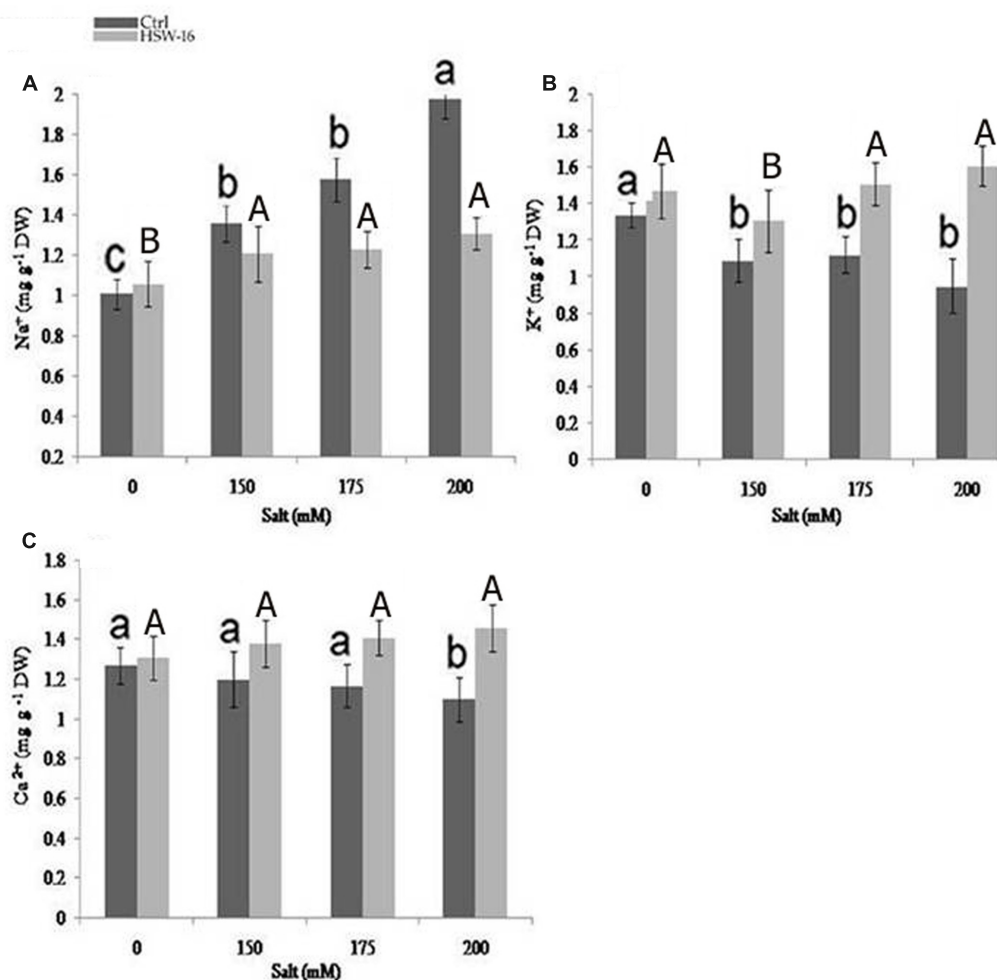 Ctrl
HSW-16
A
Na⁺ (mg g⁻¹ DW)
2
1.8
1.6
1.4
1.2
1
0.8
0.6
0.4
0.2
c B b A b A a A
0 150 175 200
Salt (mM)
B
K⁺ (mg g⁻¹ DW)
2
1.8
1.6
1.4
1.2
1
0.8
0.6
0.4
0.2
0
a A b B b A b A
0 150 175 200
Salt (mM)
C
Ca²⁺ (mg g⁻¹ DW)
1.8
1.6
1.4
1.2
1
0.8
0.6
0.4
0.2
0
a A a A a A b A
0 150 175 200
Salt (mM)